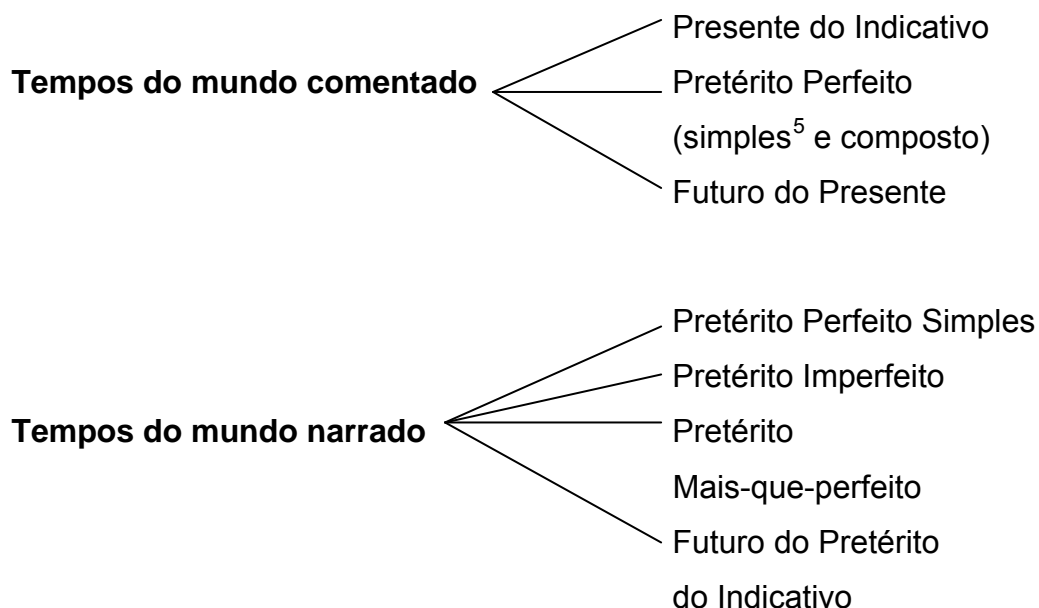 Presente do Indicativo
Tempos do mundo comentado
Pretérito Perfeito
(simples⁵ e composto)
Futuro do Presente
Pretérito Perfeito Simples
Pretérito Imperfeito
Tempos do mundo narrado
Pretérito
Mais-que-perfeito
Futuro do Pretérito
do Indicativo